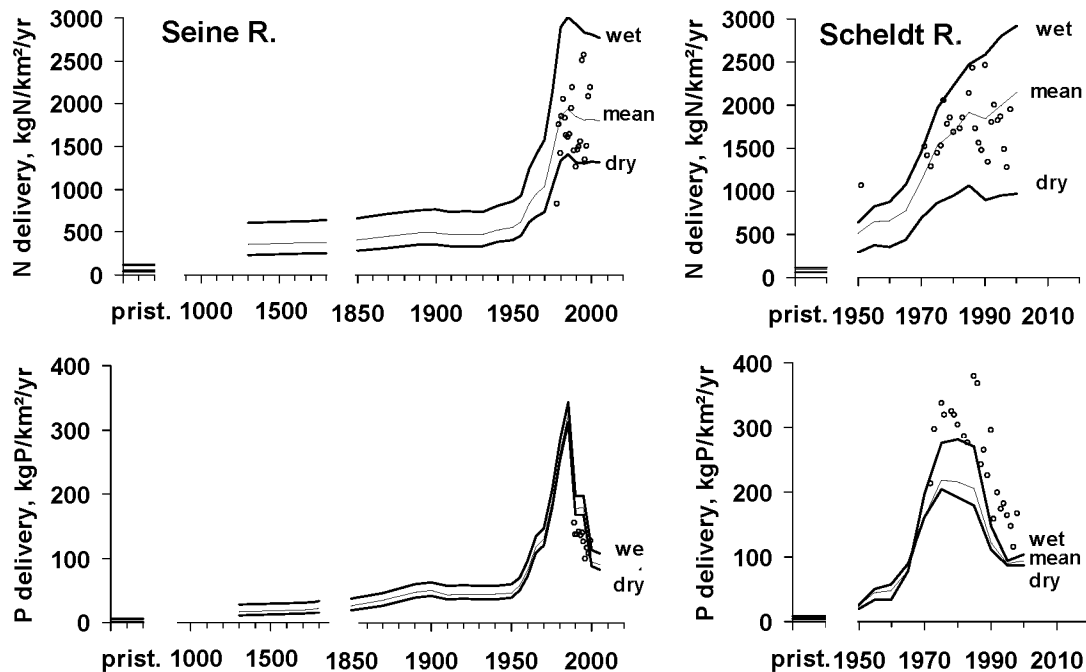 Seine R.
N delivery, kgN/km²/yr
3000
2500
2000
1500
1000
500
0
wet
mean
dry
prist. 1000 1500 1850 1900 1950 2000
Scheldt R.
N delivery, kgN/km²/yr
3000
2500
2000
1500
1000
500
0
wet
mean
dry
prist. 1950 1970 1990 2010
P delivery, kgP/km²/yr
400
300
200
100
0
we
dry
prist. 1000 1500 1850 1900 1950 2000
P delivery, kgP/km²/yr
400
300
200
100
0
wet
mean
dry
prist. 1950 1970 1990 2010